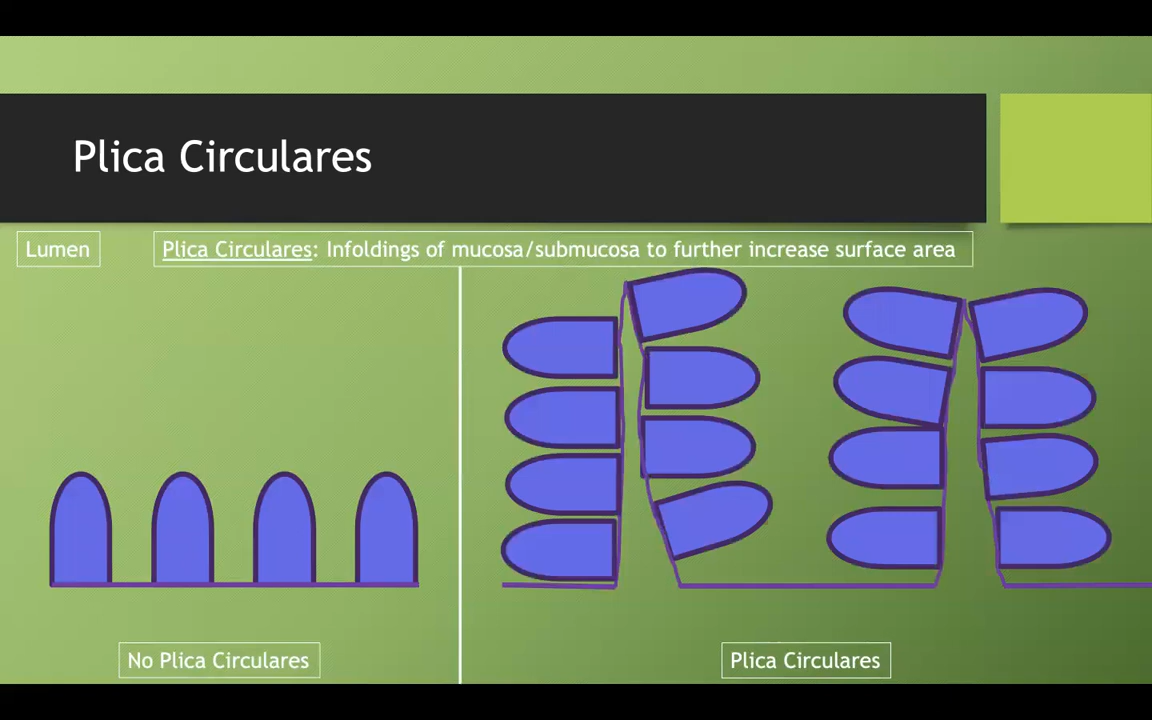 Plica Circulares
Lumen
Plica Circulares: Infoldings of mucosa/submucosa to further increase surface area
No Plica Circulares
Plica Circulares